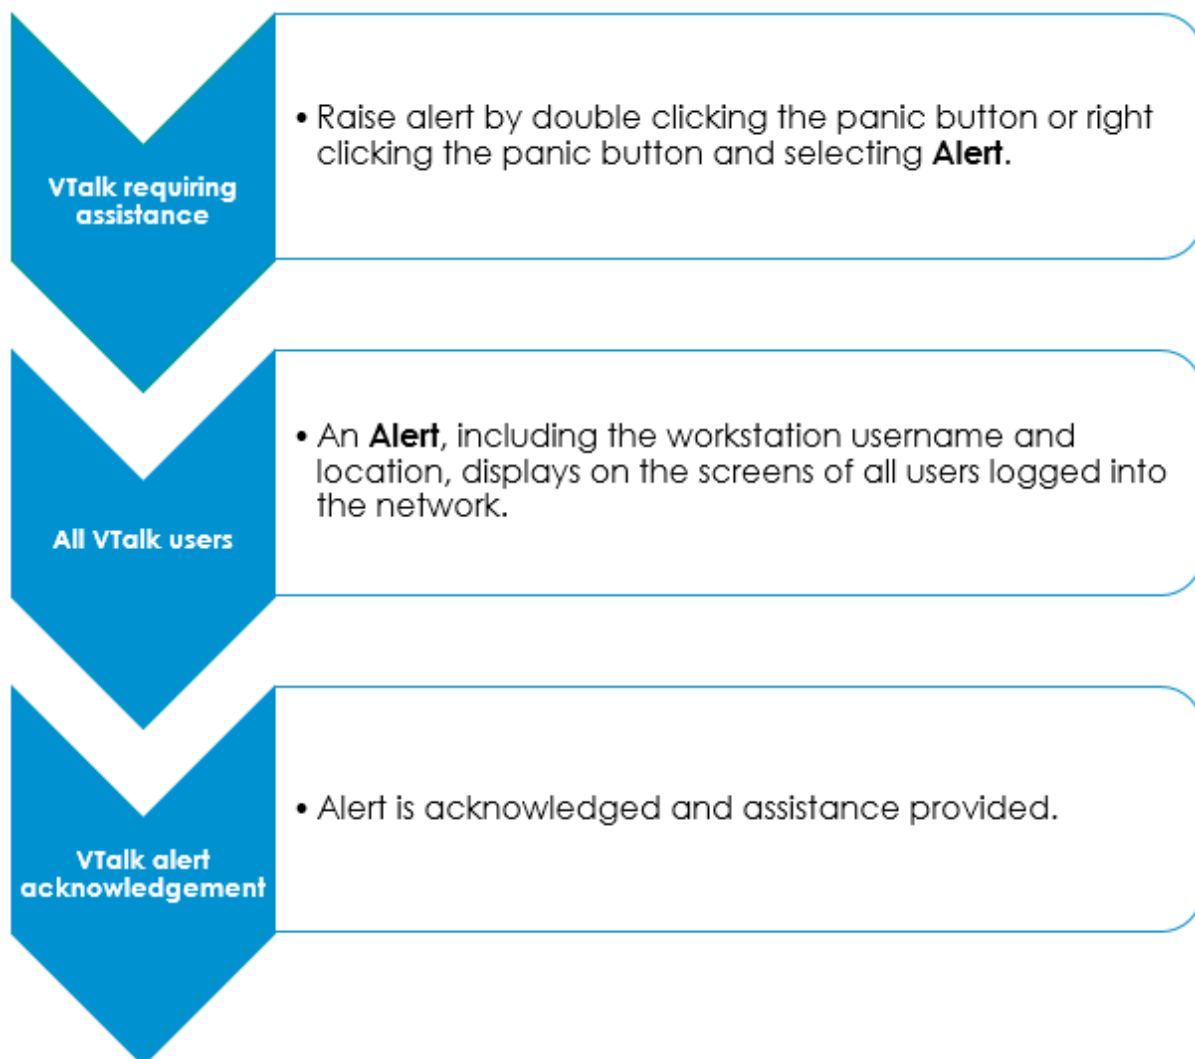 VTalk requiring
assistance
• Raise alert by double clicking the panic button or right
clicking the panic button and selecting Alert.
All VTalk users
• An Alert, including the workstation username and
location, displays on the screens of all users logged into
the network.
VTalk alert
acknowledgement
• Alert is acknowledged and assistance provided.